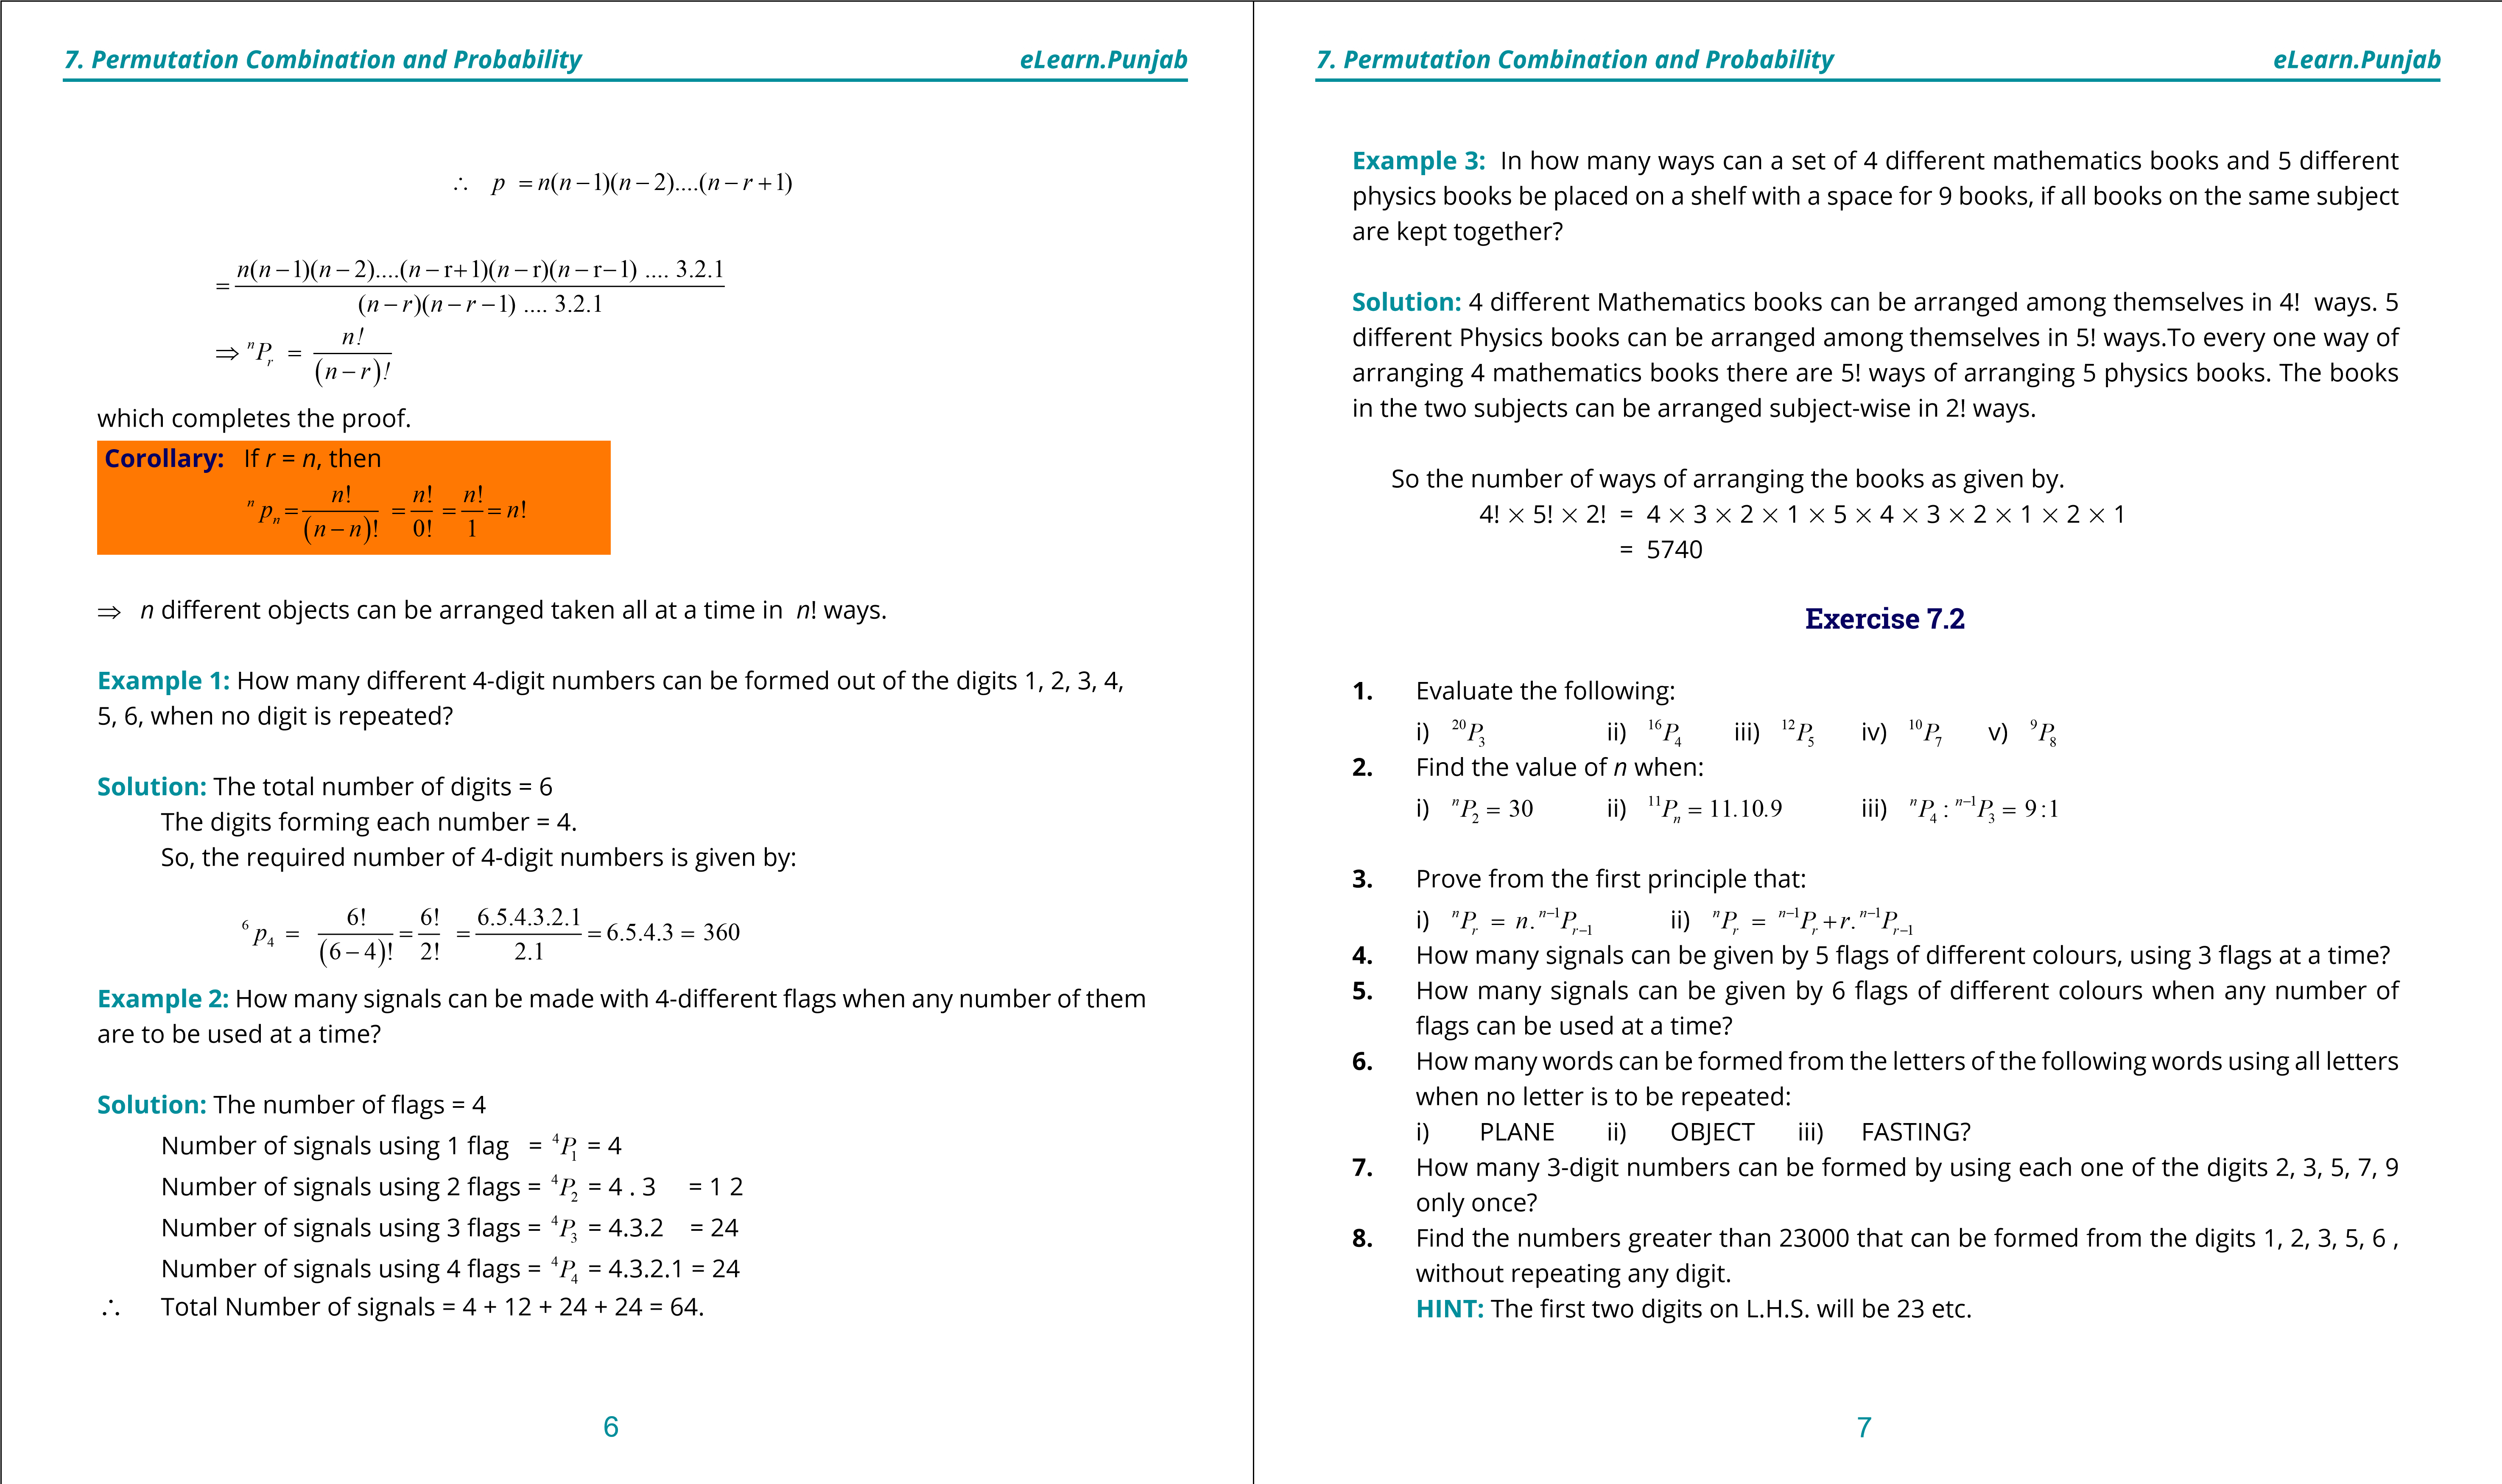 7. Permutation Combination and Probability eLearn.Punjab
∴ p = n(n − 1)(n − 2)....(n − r + 1)
= n(n − 1)(n − 2)....(n − r + 1)(n − r)(n − r − 1) .... 3.2.1 / (n − r)(n − r − 1) .... 3.2.1
⇒ ⁿPᵣ = n! / (n − r)!
which completes the proof.
Corollary: If r = n, then
ⁿpₙ = n! / (n − n)! = n!/0! = n!/1 = n!
⇒ n different objects can be arranged taken all at a time in n! ways.
Example 1: How many different 4-digit numbers can be formed out of the digits 1, 2, 3, 4,
5, 6, when no digit is repeated?
Solution: The total number of digits = 6
The digits forming each number = 4.
So, the required number of 4-digit numbers is given by:
⁶p₄ = 6! / (6 − 4)! = 6!/2! = 6.5.4.3.2.1 / 2.1 = 6.5.4.3 = 360
Example 2: How many signals can be made with 4-different flags when any number of them
are to be used at a time?
Solution: The number of flags = 4
Number of signals using 1 flag = ⁴P₁ = 4
Number of signals using 2 flags = ⁴P₂ = 4 . 3 = 1 2
Number of signals using 3 flags = ⁴P₃ = 4.3.2 = 24
Number of signals using 4 flags = ⁴P₄ = 4.3.2.1 = 24
∴ Total Number of signals = 4 + 12 + 24 + 24 = 64.
6
7. Permutation Combination and Probability eLearn.Punjab
Example 3: In how many ways can a set of 4 different mathematics books and 5 different
physics books be placed on a shelf with a space for 9 books, if all books on the same subject
are kept together?
Solution: 4 different Mathematics books can be arranged among themselves in 4! ways. 5
different Physics books can be arranged among themselves in 5! ways.To every one way of
arranging 4 mathematics books there are 5! ways of arranging 5 physics books. The books
in the two subjects can be arranged subject-wise in 2! ways.
So the number of ways of arranging the books as given by.
4! × 5! × 2! = 4 × 3 × 2 × 1 × 5 × 4 × 3 × 2 × 1 × 2 × 1
= 5740
Exercise 7.2
1. Evaluate the following:
i) ²⁰P₃ ii) ¹⁶P₄ iii) ¹²P₅ iv) ¹⁰P₇ v) ⁹P₈
2. Find the value of n when:
i) ⁿP₂ = 30 ii) ¹¹Pₙ = 11.10.9 iii) ⁿP₄ : ⁿ⁻¹P₃ = 9 : 1
3. Prove from the first principle that:
i) ⁿPᵣ = n. ⁿ⁻¹Pᵣ₋₁ ii) ⁿPᵣ = ⁿ⁻¹Pᵣ + r. ⁿ⁻¹Pᵣ₋₁
4. How many signals can be given by 5 flags of different colours, using 3 flags at a time?
5. How many signals can be given by 6 flags of different colours when any number of
flags can be used at a time?
6. How many words can be formed from the letters of the following words using all letters
when no letter is to be repeated:
i) PLANE ii) OBJECT iii) FASTING?
7. How many 3-digit numbers can be formed by using each one of the digits 2, 3, 5, 7, 9
only once?
8. Find the numbers greater than 23000 that can be formed from the digits 1, 2, 3, 5, 6 ,
without repeating any digit.
HINT: The first two digits on L.H.S. will be 23 etc.
7